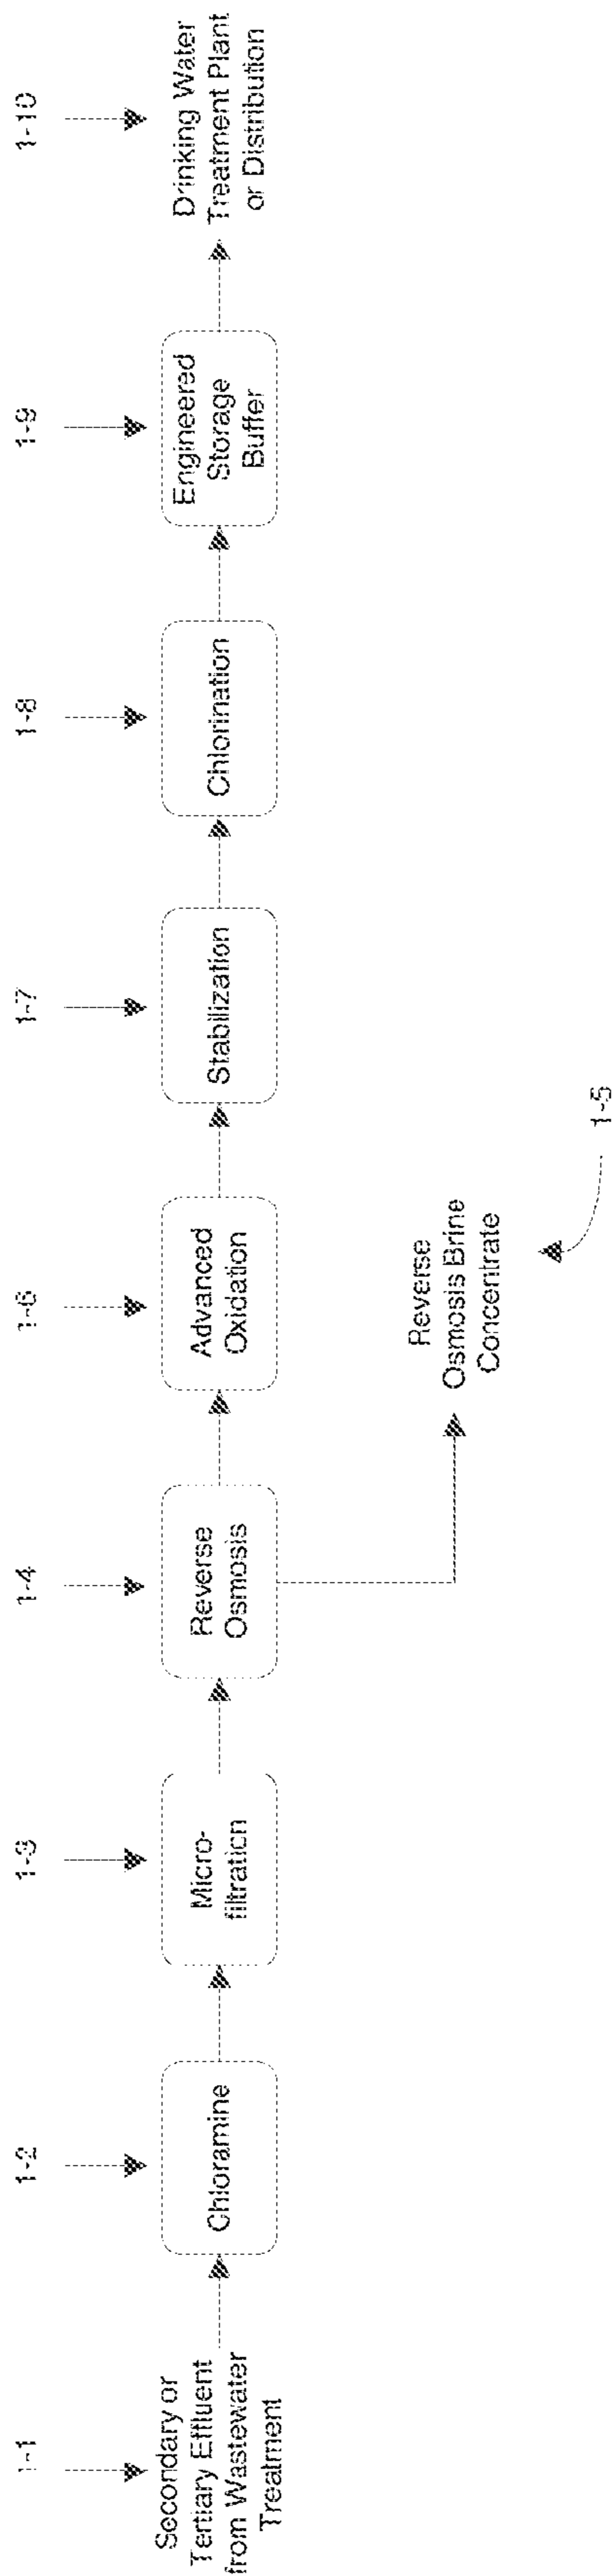 1-1
Secondary or
Tertiary Effluent
from Wastewater
Treatment
1-2
Chloramine
1-3
Micro-
filtration
1-4
Reverse
Osmosis
Reverse
Osmosis Brine
Concentrate
1-5
1-6
Advanced
Oxidation
1-7
Stabilization
1-8
Chlorination
1-9
Engineered
Storage
Buffer
1-10
Drinking Water
Treatment Plant
or Distribution